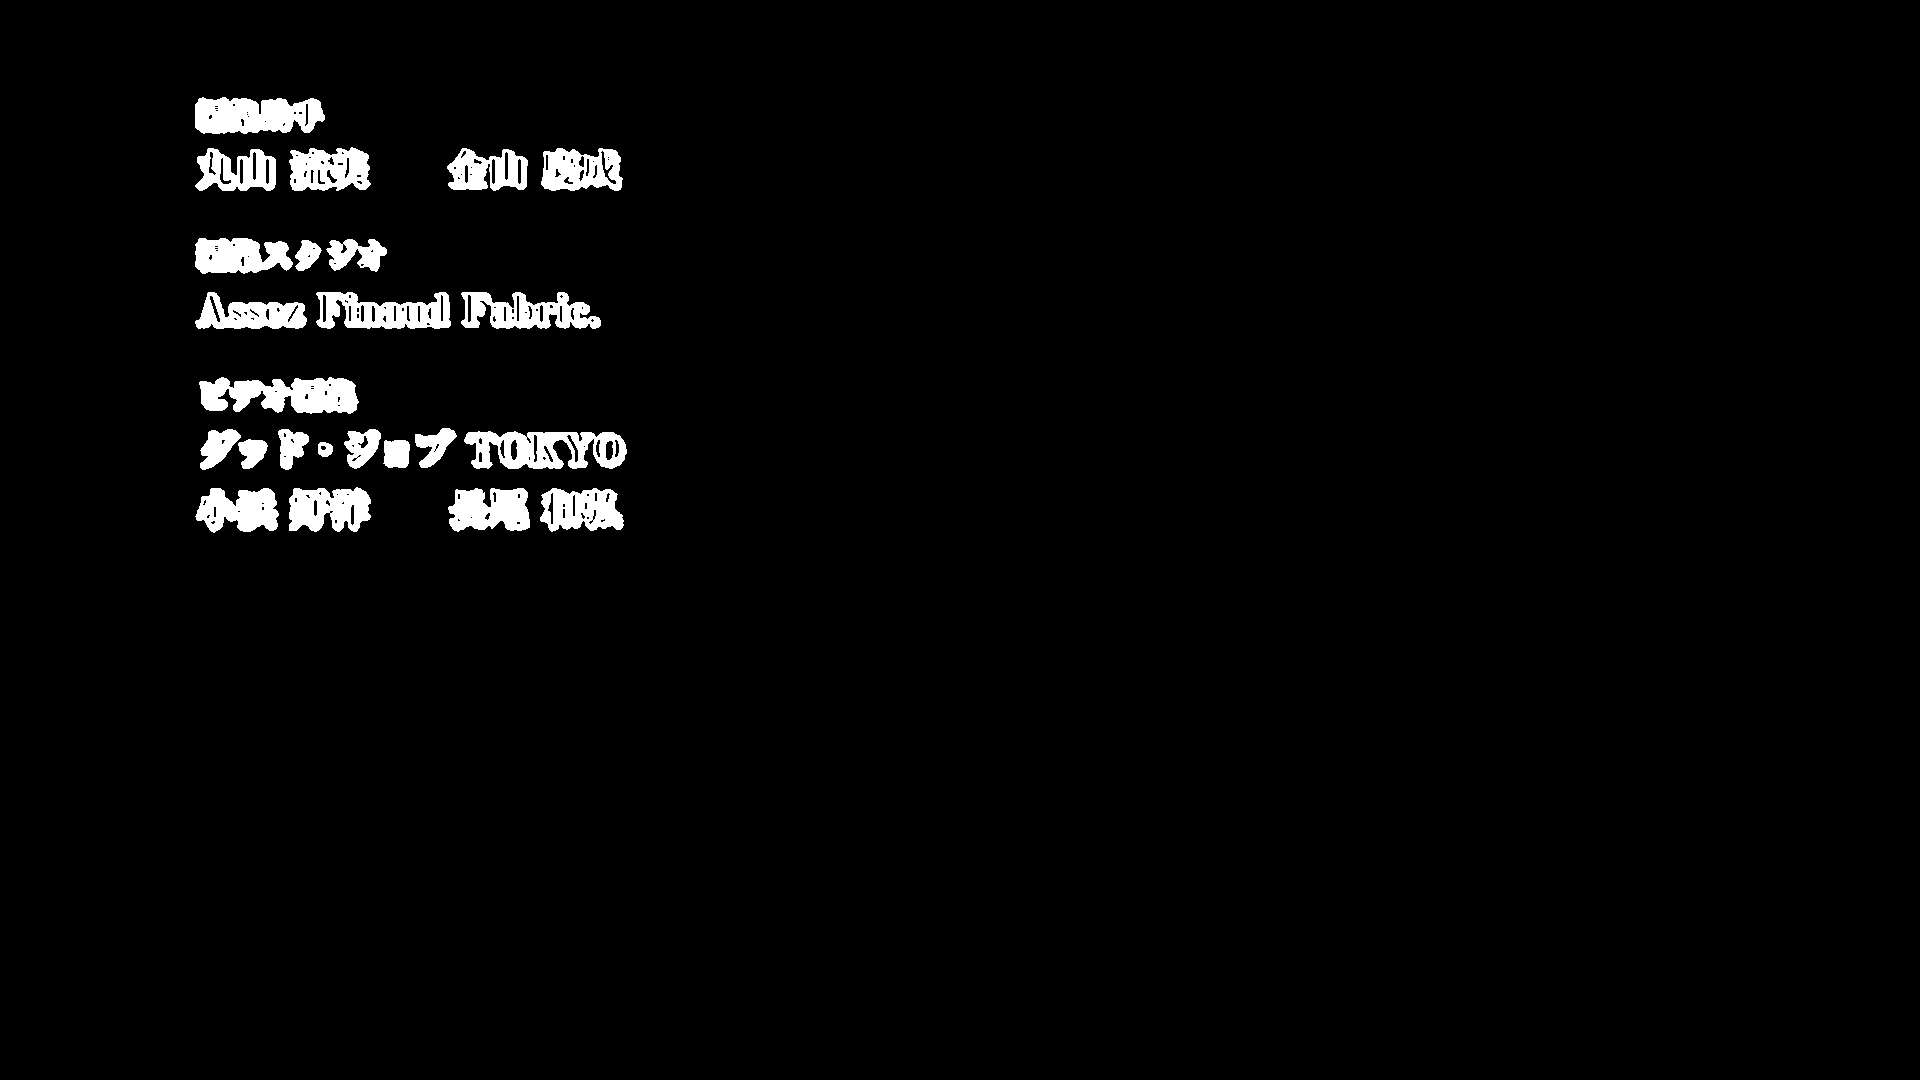 編集助手
丸山 流美　　金山 慶成
編集スタジオ
Assez Finaud Fabric.
ビデオ編集
グッド・ジョブ TOKYO
小浜 好洋　　長尾 和弘